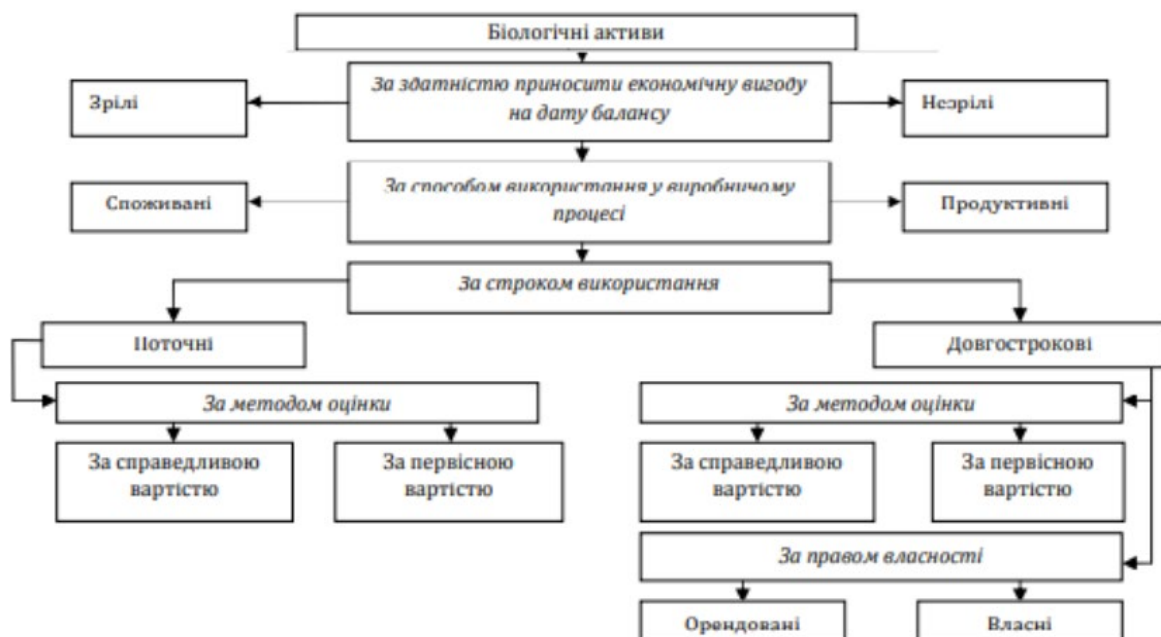 Біологічні активи
За здатністю приносити економічну вигоду
на дату балансу
Зрілі
Незрілі
За способом використання у виробничому
процесі
Споживані
Продуктивні
За строком використання
Поточні
Довгострокові
За методом оцінки
За методом оцінки
За справедливою
вартістю
За первісною
вартістю
За справедливою
вартістю
За первісною
вартістю
За правом власності
Орендовані
Власні